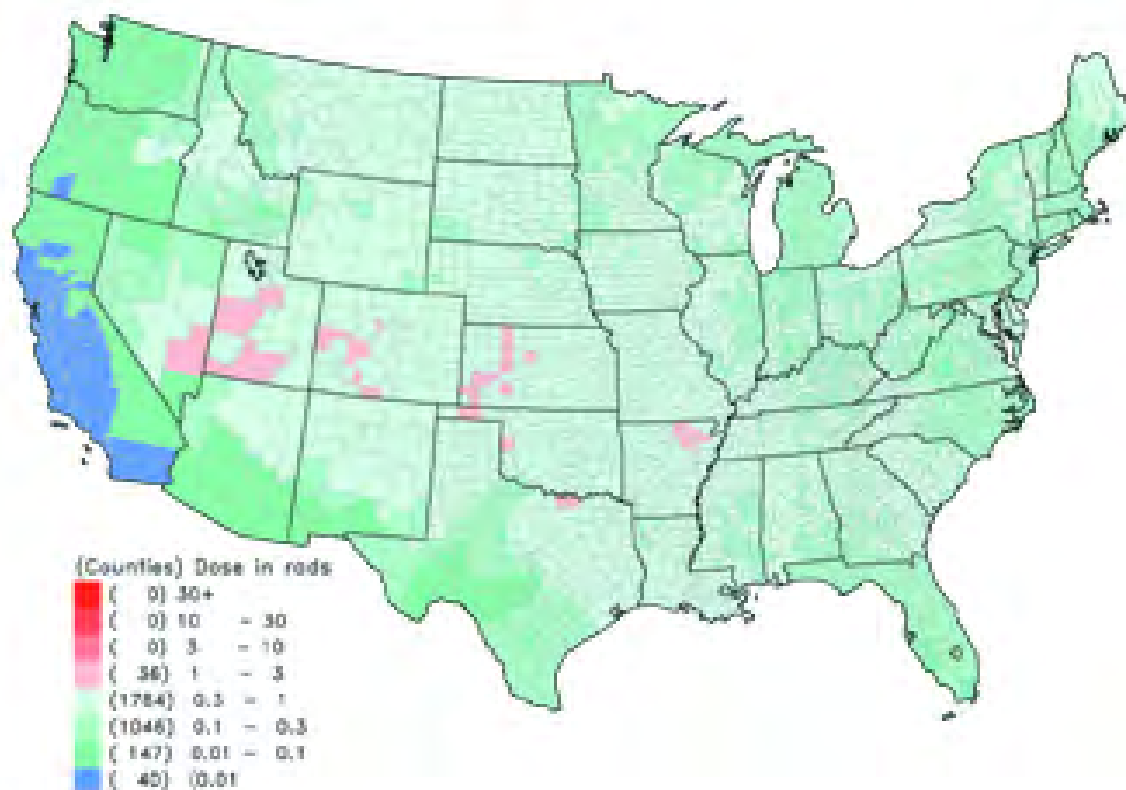 (Counties) Dose in rads
( 0) 30+
( 0) 10 - 30
( 0) 3 - 10
( 36) 1 - 3
(1784) 0.3 - 1
(1046) 0.1 - 0.3
( 147) 0.01 - 0.1
( 40) <0.01